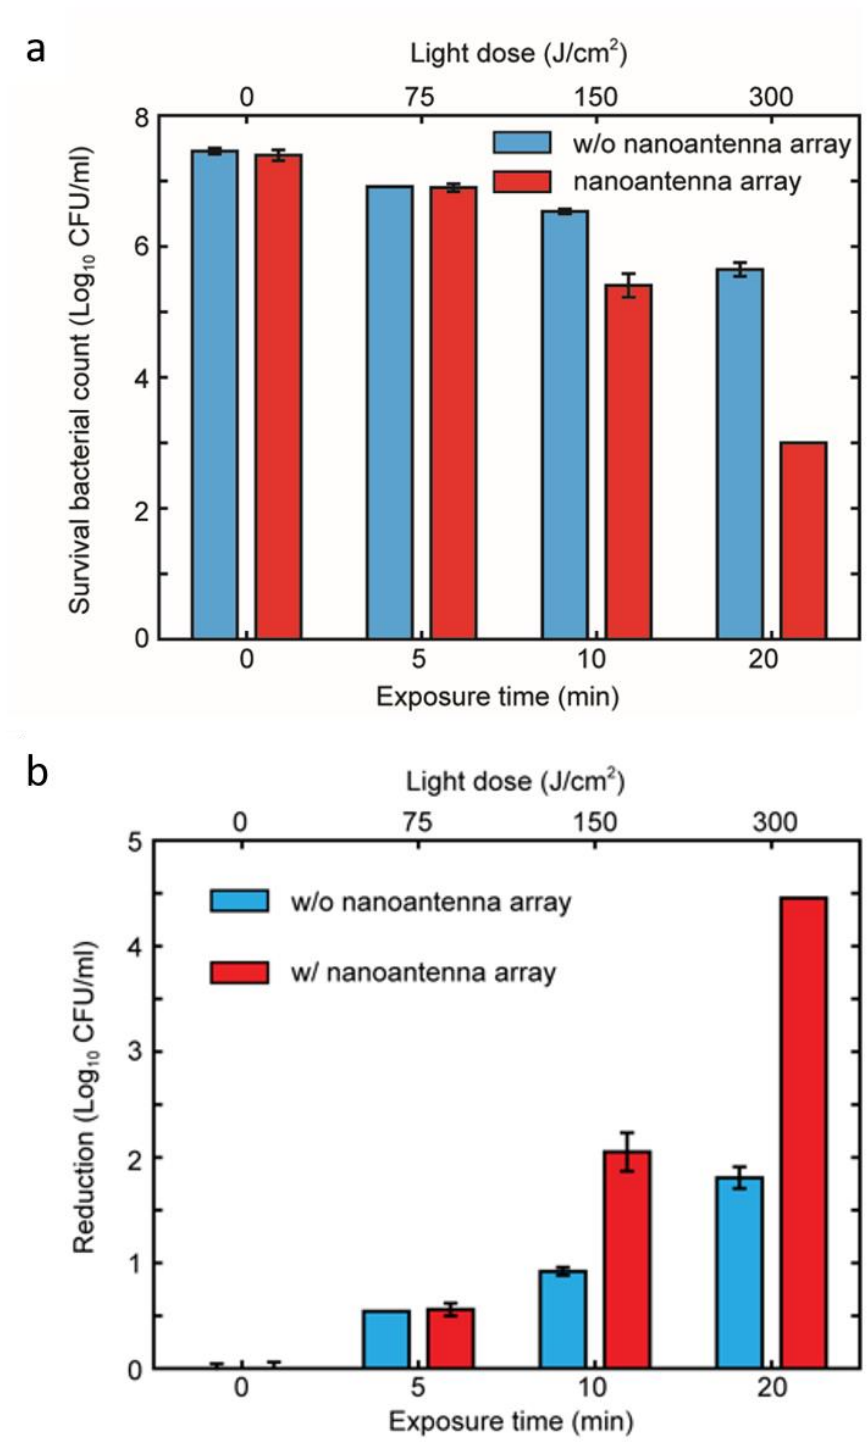 a
Light dose (J/cm²)
0 75 150 300
8
6
4
2
0
Survival bacterial count (Log₁₀ CFU/ml)
w/o nanoantenna array
nanoantenna array
0 5 10 20
Exposure time (min)
b
Light dose (J/cm²)
0 75 150 300
5
4
3
2
1
0
Reduction (Log₁₀ CFU/ml)
w/o nanoantenna array
w/ nanoantenna array
0 5 10 20
Exposure time (min)